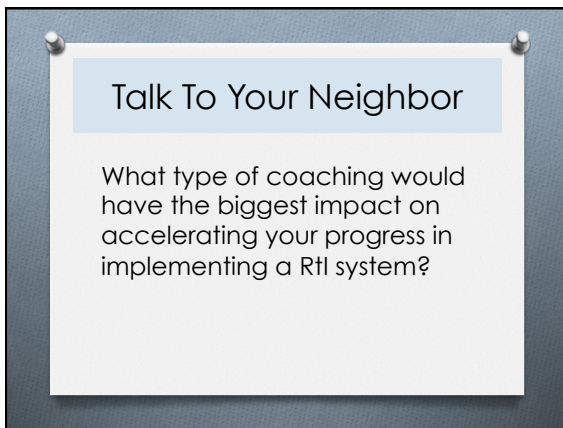 Talk To Your Neighbor
What type of coaching would
have the biggest impact on
accelerating your progress in
implementing a RtI system?